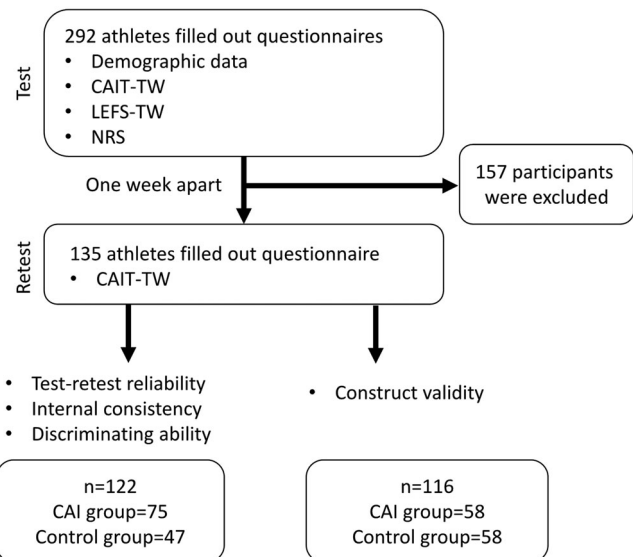 Test
292 athletes filled out questionnaires
• Demographic data
• CAIT-TW
• LEFS-TW
• NRS
One week apart
157 participants
were excluded
Retest
135 athletes filled out questionnaire
• CAIT-TW
• Test-retest reliability
• Internal consistency
• Discriminating ability
• Construct validity
n=122
CAI group=75
Control group=47
n=116
CAI group=58
Control group=58